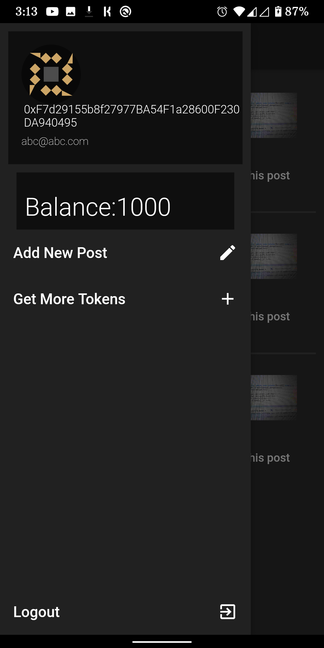 3:13
87%
0xF7d29155b8f27977BA54F1a28600F230
DA940495
abc@abc.com
Balance:1000
Add New Post
Get More Tokens
his post
his post
his post
Logout